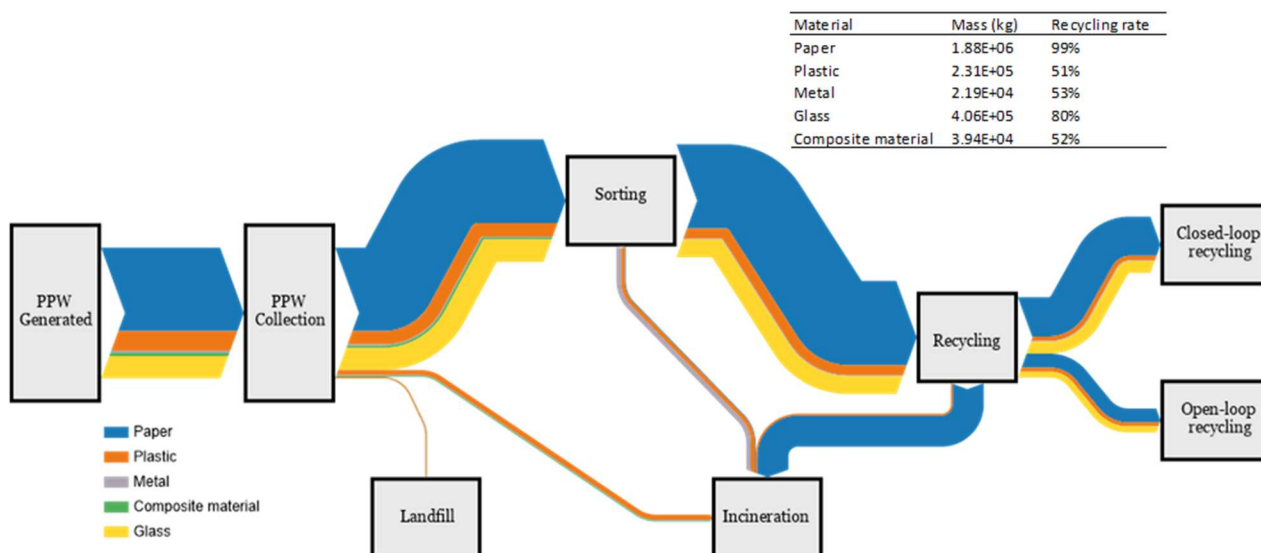 Material Mass (kg) Recycling rate
Paper 1.88E+06 99%
Plastic 2.31E+05 51%
Metal 2.19E+04 53%
Glass 4.06E+05 80%
Composite material 3.94E+04 52%
Sorting
Closed-loop
recycling
PPW
Generated
PPW
Collection
Recycling
Open-loop
recycling
Paper
Plastic
Metal
Composite material
Glass
Landfill
Incineration